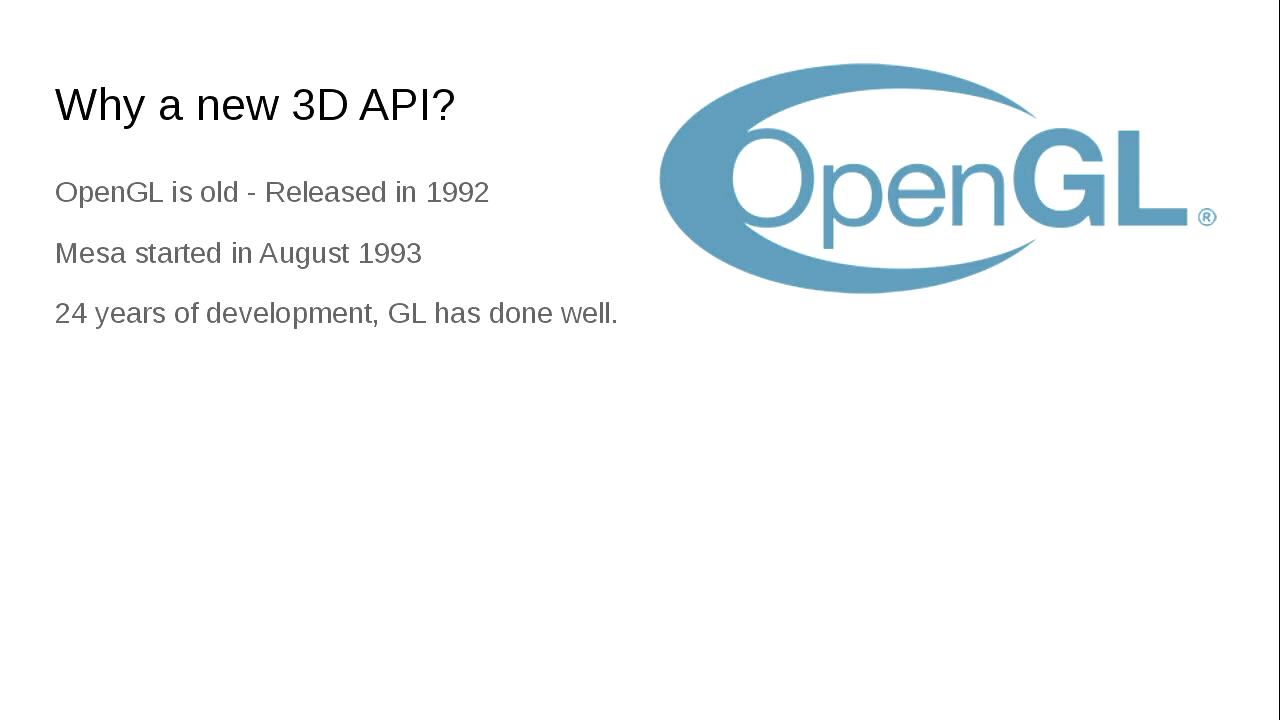 Why a new 3D API?
OpenGL is old - Released in 1992
Mesa started in August 1993
24 years of development, GL has done well.
OpenGL®